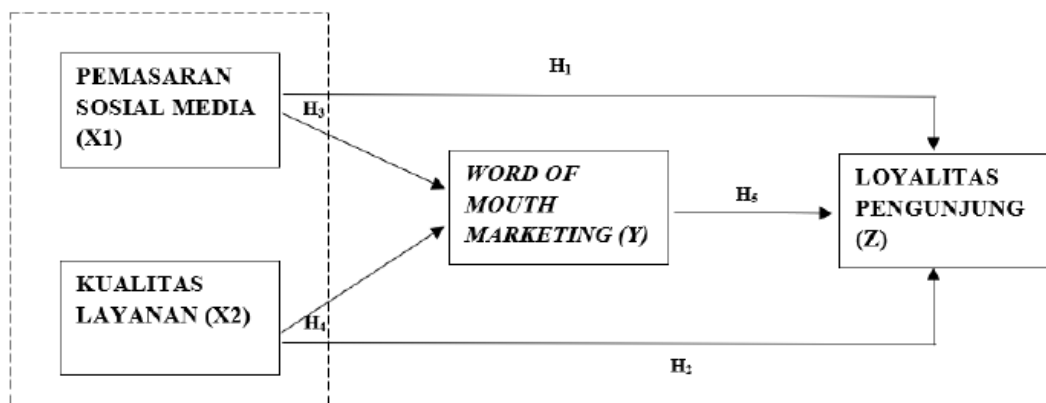 H₁
PEMASARAN
SOSIAL MEDIA
(X1)
H₃
WORD OF
MOUTH
MARKETING (Y)
H₅
LOYALITAS
PENGUNJUNG
(Z)
KUALITAS
LAYANAN (X2)
H₄
H₂